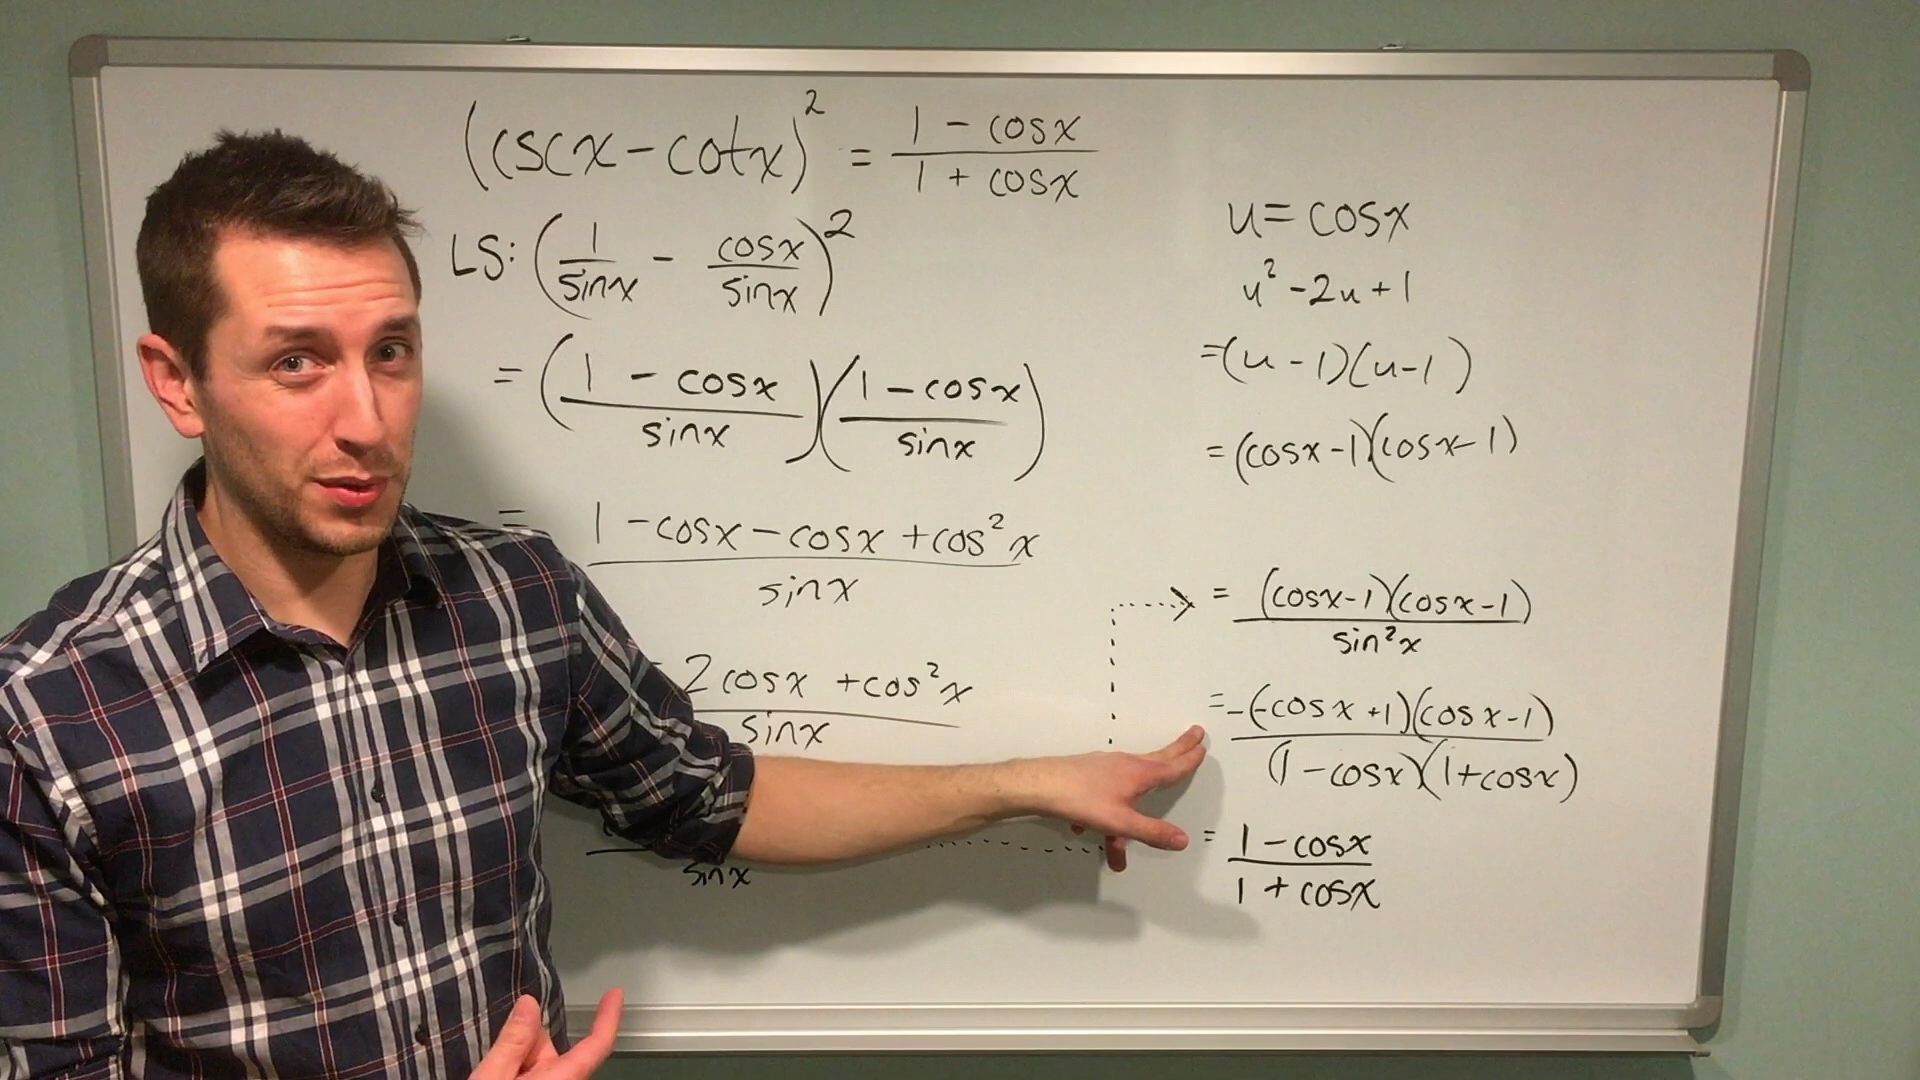 (cscx - cotx)² = (1 - cosx)/(1 + cosx)
LS: (1/sinx - cosx/sinx)²
= ((1 - cosx)/sinx)((1 - cosx)/sinx)
= (1 - cosx - cosx + cos²x)/sinx
2cosx + cos²x / sinx
sinx
u = cosx
u² - 2u + 1
= (u - 1)(u - 1)
= (cosx - 1)(cosx - 1)
= (cosx - 1)(cosx - 1) / sin²x
= -(-cosx + 1)(cosx - 1) / (1 - cosx)(1 + cosx)
= (1 - cosx)/(1 + cosx)